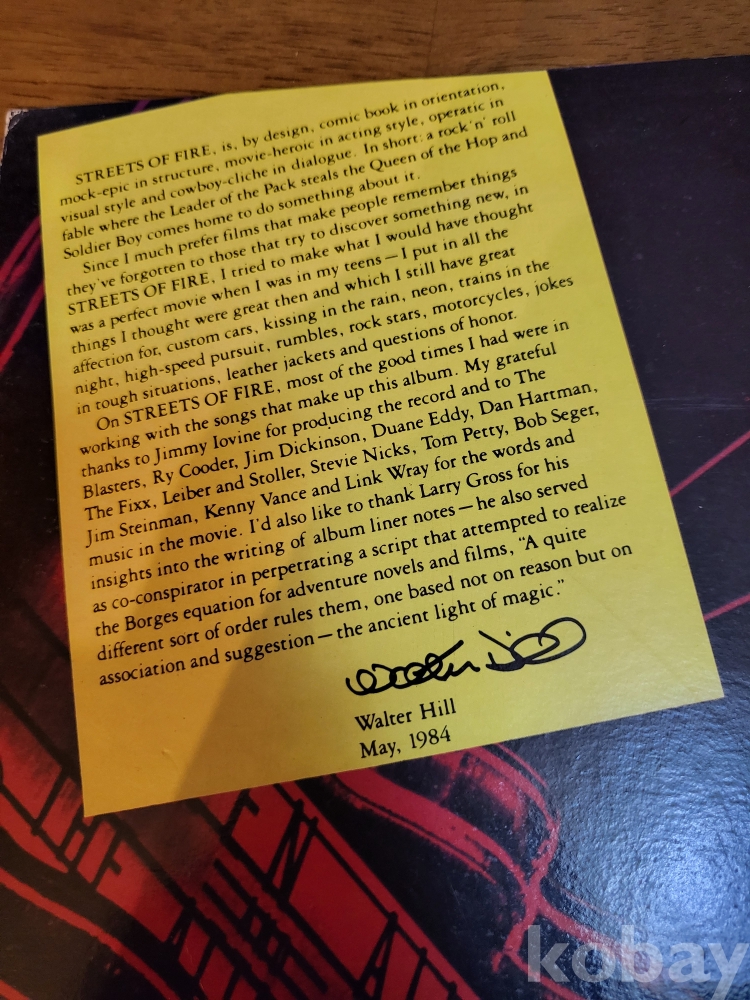 STREETS OF FIRE, is, by design, comic book in orientation,
mock-epic in structure, movie-heroic in acting style, operatic in
visual style and cowboy-cliche in dialogue. In short: a rock'n' roll
fable where the Leader of the Pack steals the Queen of the Hop and
Soldier Boy comes home to do something about it.
Since I much prefer films that make people remember things
they've forgotten to those that try to discover something new, in
STREETS OF FIRE, I tried to make what I would have thought
was a perfect movie when I was in my teens—I put in all the
things I thought were great then and which I still have great
affection for, custom cars, kissing in the rain, neon, trains in the
night, high-speed pursuit, rumbles, rock stars, motorcycles, jokes
in tough situations, leather jackets and questions of honor.
On STREETS OF FIRE, most of the good times I had were in
working with the songs that make up this album. My grateful
thanks to Jimmy Iovine for producing the record and to The
Blasters, Ry Cooder, Jim Dickinson, Duane Eddy, Dan Hartman,
The Fixx, Leiber and Stoller, Stevie Nicks, Tom Petty, Bob Seger,
Jim Steinman, Kenny Vance and Link Wray for the words and
music in the movie. I'd also like to thank Larry Gross for his
insights into the writing of album liner notes—he also served
as co-conspirator in perpetrating a script that attempted to realize
the Borges equation for adventure novels and films, "A quite
different sort of order rules them, one based not on reason but on
association and suggestion—the ancient light of magic."
Walter Hill
Walter Hill
May, 1984
kobay